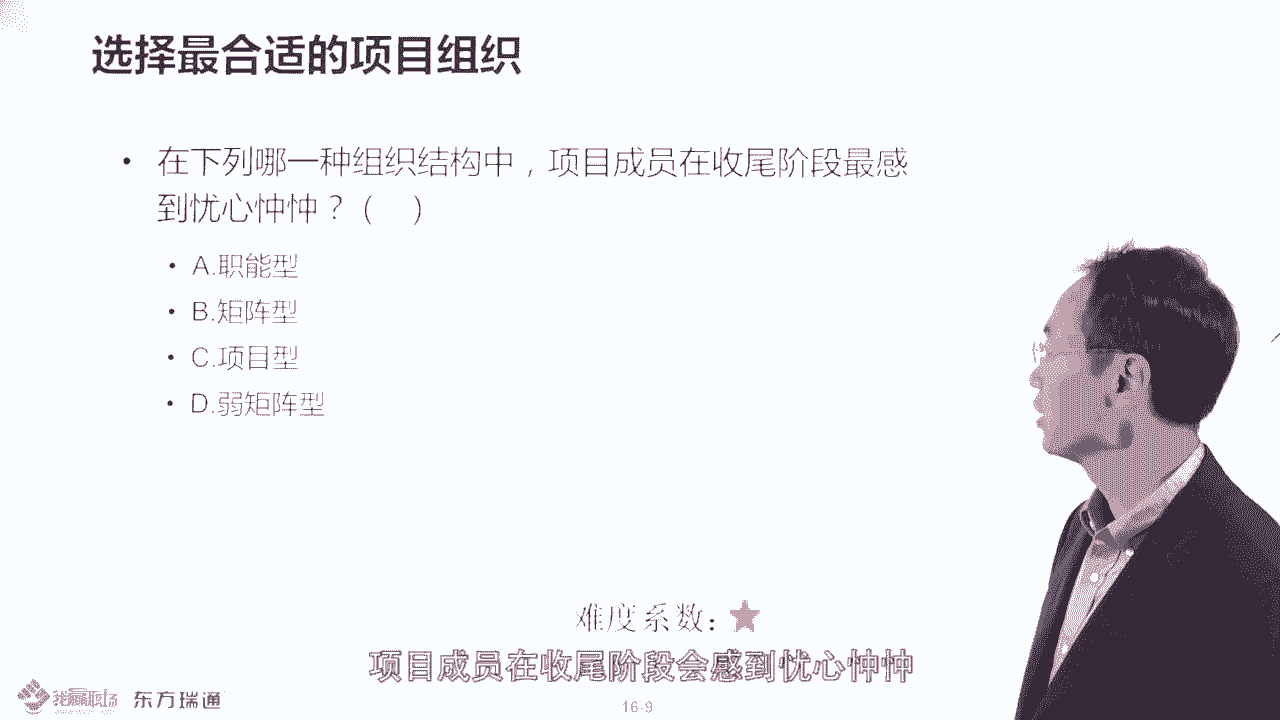 选择最合适的项目组织
• 在下列哪一种组织结构中，项目成员在收尾阶段最感
到忧心忡忡？（ ）
• A.职能型
• B.矩阵型
• C.项目型
• D.弱矩阵型
难度系数：★
项目成员在收尾阶段会感到忧心忡忡
东方瑞通
16-9